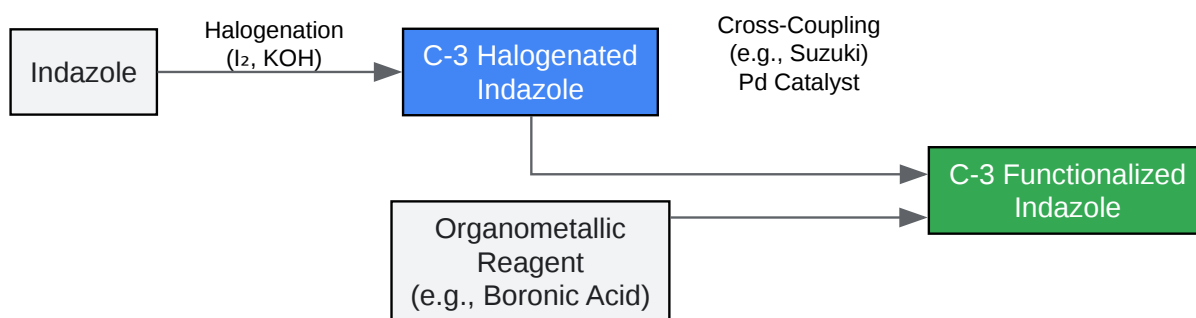 Indazole
Halogenation
(I₂, KOH)
C-3 Halogenated
Indazole
Cross-Coupling
(e.g., Suzuki)
Pd Catalyst
C-3 Functionalized
Indazole
Organometallic
Reagent
(e.g., Boronic Acid)